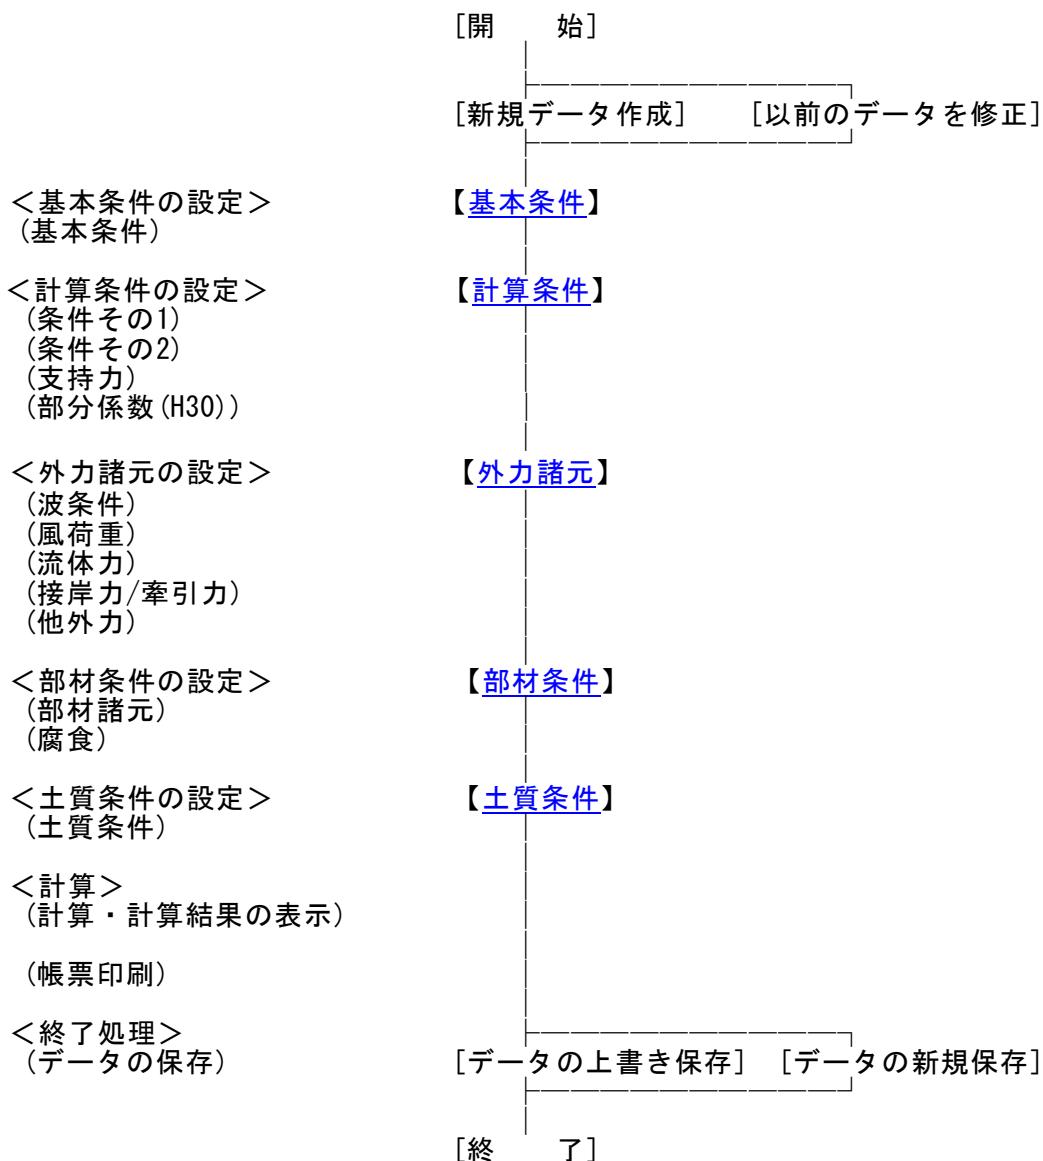 [開　　始]
[新規データ作成]　　[以前のデータを修正]
＜基本条件の設定＞　　【基本条件】
(基本条件)
＜計算条件の設定＞　　【計算条件】
(条件その1)
(条件その2)
(支持力)
(部分係数(H30))
＜外力諸元の設定＞　　【外力諸元】
(波条件)
(風荷重)
(流体力)
(接岸力/牽引力)
(他外力)
＜部材条件の設定＞　　【部材条件】
(部材諸元)
(腐食)
＜土質条件の設定＞　　【土質条件】
(土質条件)
＜計算＞
(計算・計算結果の表示)
(帳票印刷)
＜終了処理＞
(データの保存)　　[データの上書き保存]　[データの新規保存]
[終　　了]